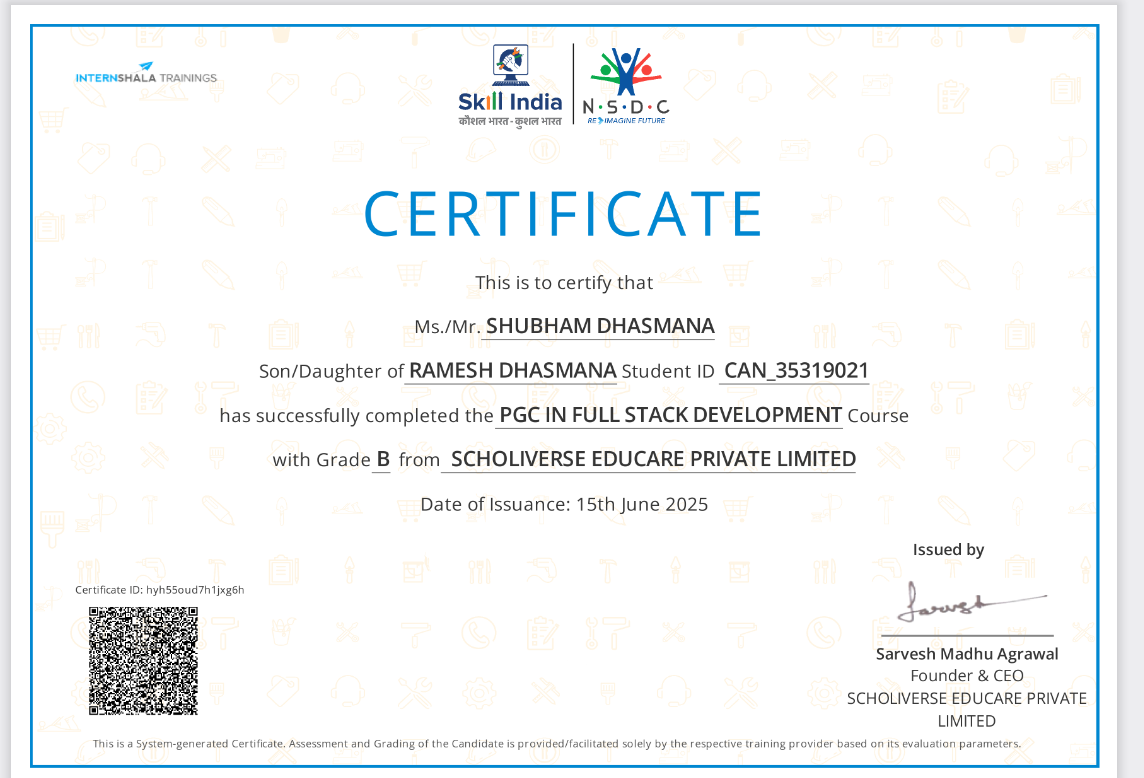 INTERNSHALA TRAININGS
Skill India
कौशल भारत - कुशल भारत
N·S·D·C
RE IMAGINE FUTURE
CERTIFICATE
This is to certify that
Ms./Mr. SHUBHAM DHASMANA
Son/Daughter of RAMESH DHASMANA Student ID CAN_35319021
has successfully completed the PGC IN FULL STACK DEVELOPMENT Course
with Grade B from SCHOLIVERSE EDUCARE PRIVATE LIMITED
Date of Issuance: 15th June 2025
Issued by
Certificate ID: hyh55oud7h1jxg6h
Sarvesh
Sarvesh Madhu Agrawal
Founder & CEO
SCHOLIVERSE EDUCARE PRIVATE
LIMITED
This is a System-generated Certificate. Assessment and Grading of the Candidate is provided/facilitated solely by the respective training provider based on its evaluation parameters.